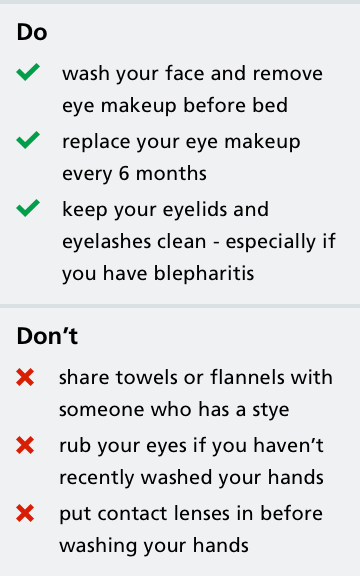 Do
wash your face and remove
eye makeup before bed
replace your eye makeup
every 6 months
keep your eyelids and
eyelashes clean - especially if
you have blepharitis
Don't
share towels or flannels with
someone who has a stye
rub your eyes if you haven't
recently washed your hands
put contact lenses in before
washing your hands